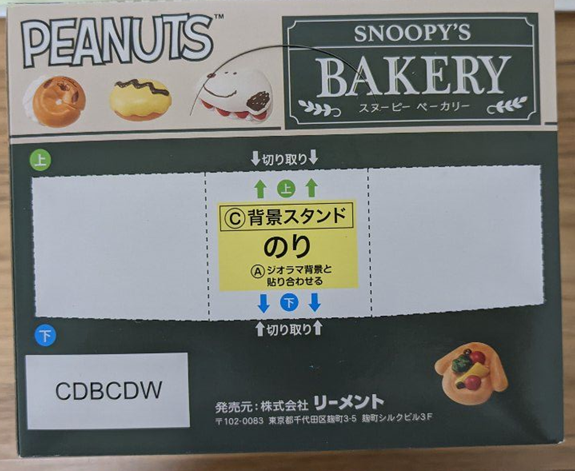 PEANUTS™
SNOOPY'S
BAKERY
スヌーピー ベーカリー
上
↓切り取り↓
↑上↑
Ⓒ背景スタンド
のり
Ⓐジオラマ背景と
貼り合わせる
↓下↓
下
↑切り取り↑
CDBCDW
発売元:株式会社 リーメント
〒102-0083 東京都千代田区麹町3-5 麹町シルクビル3F